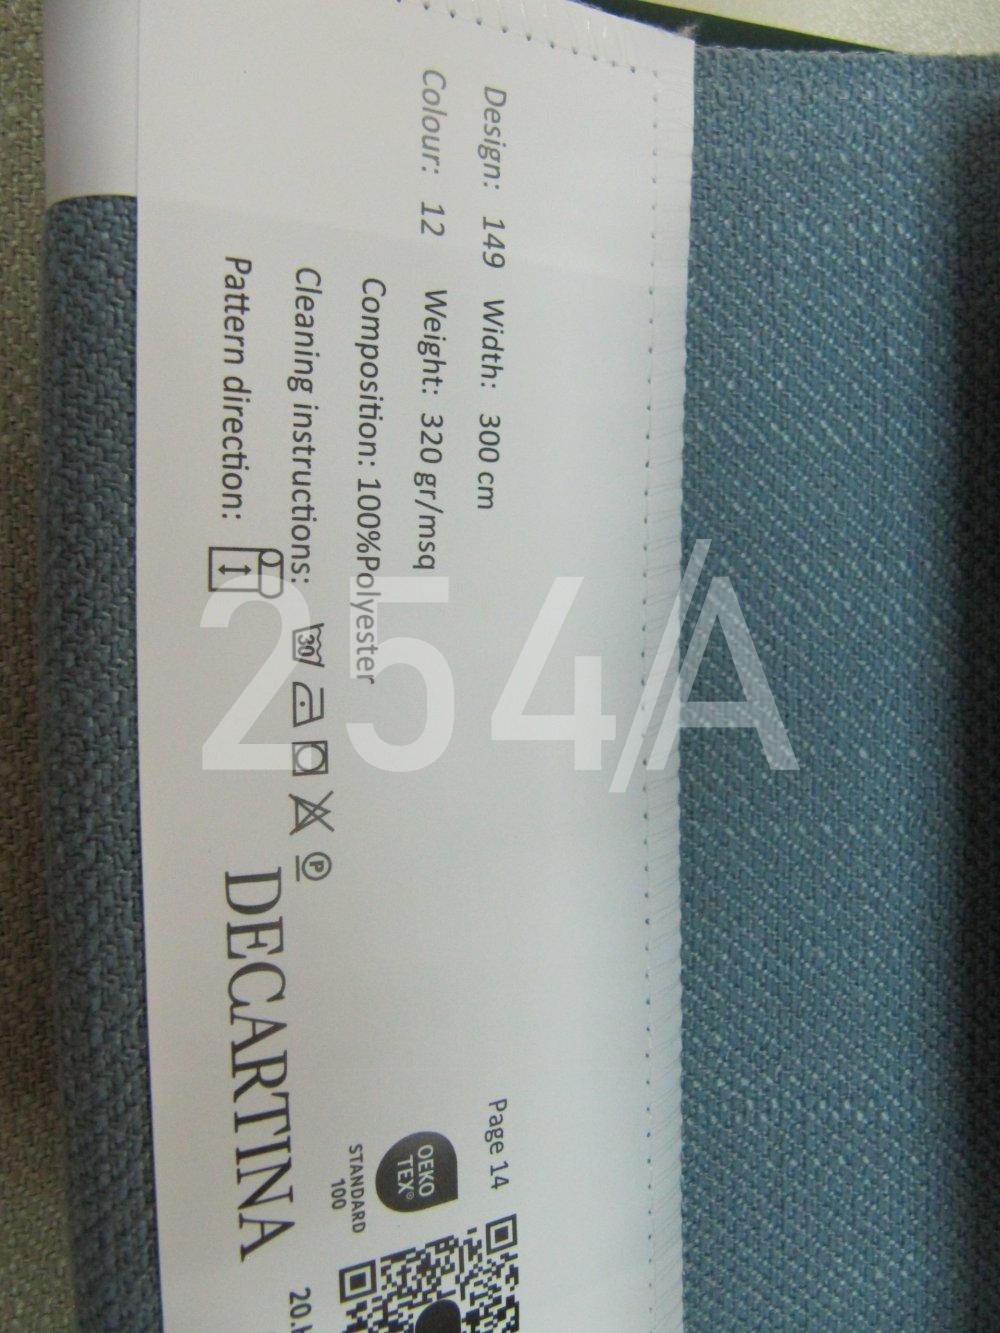 Page 14
Design: 149 Width: 300 cm
Colour: 12 Weight: 320 gr/msq
Composition: 100%Polyester
Cleaning instructions: 30 P
Pattern direction:
OEKO
TEX®
STANDARD
100
DECARTINA
254/A